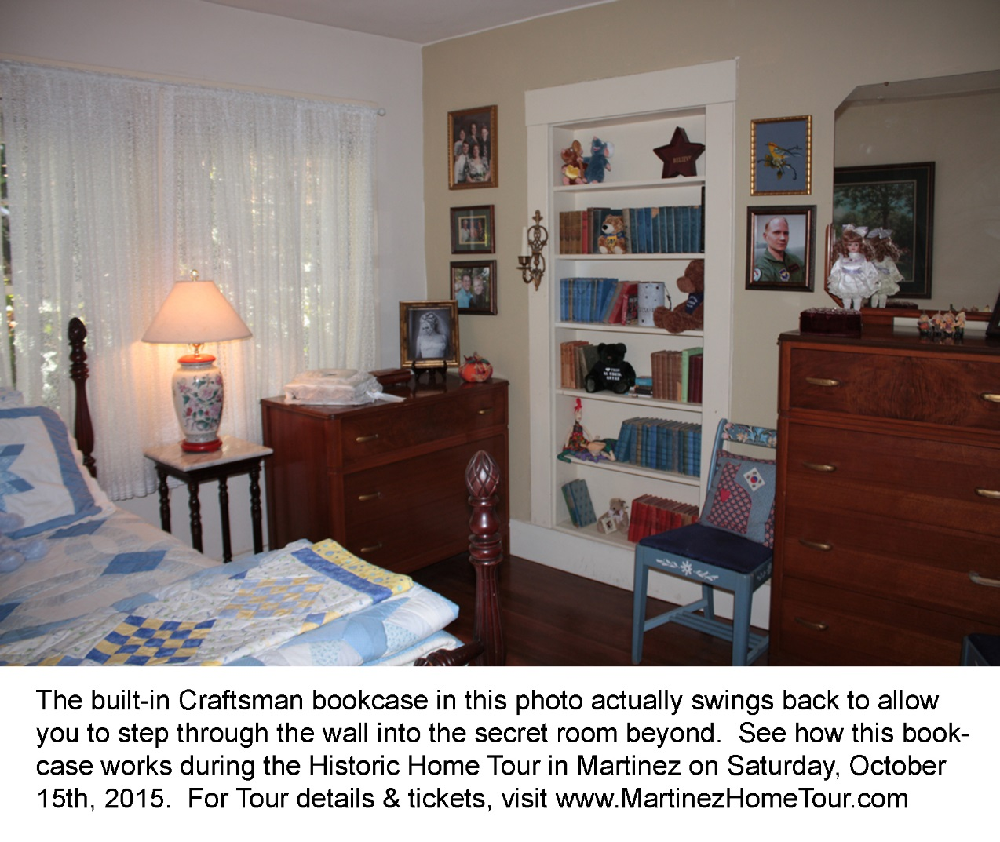 BELIEVE
The built-in Craftsman bookcase in this photo actually swings back to allow
you to step through the wall into the secret room beyond.  See how this book-
case works during the Historic Home Tour in Martinez on Saturday, October
15th, 2015.  For Tour details & tickets, visit www.MartinezHomeTour.com